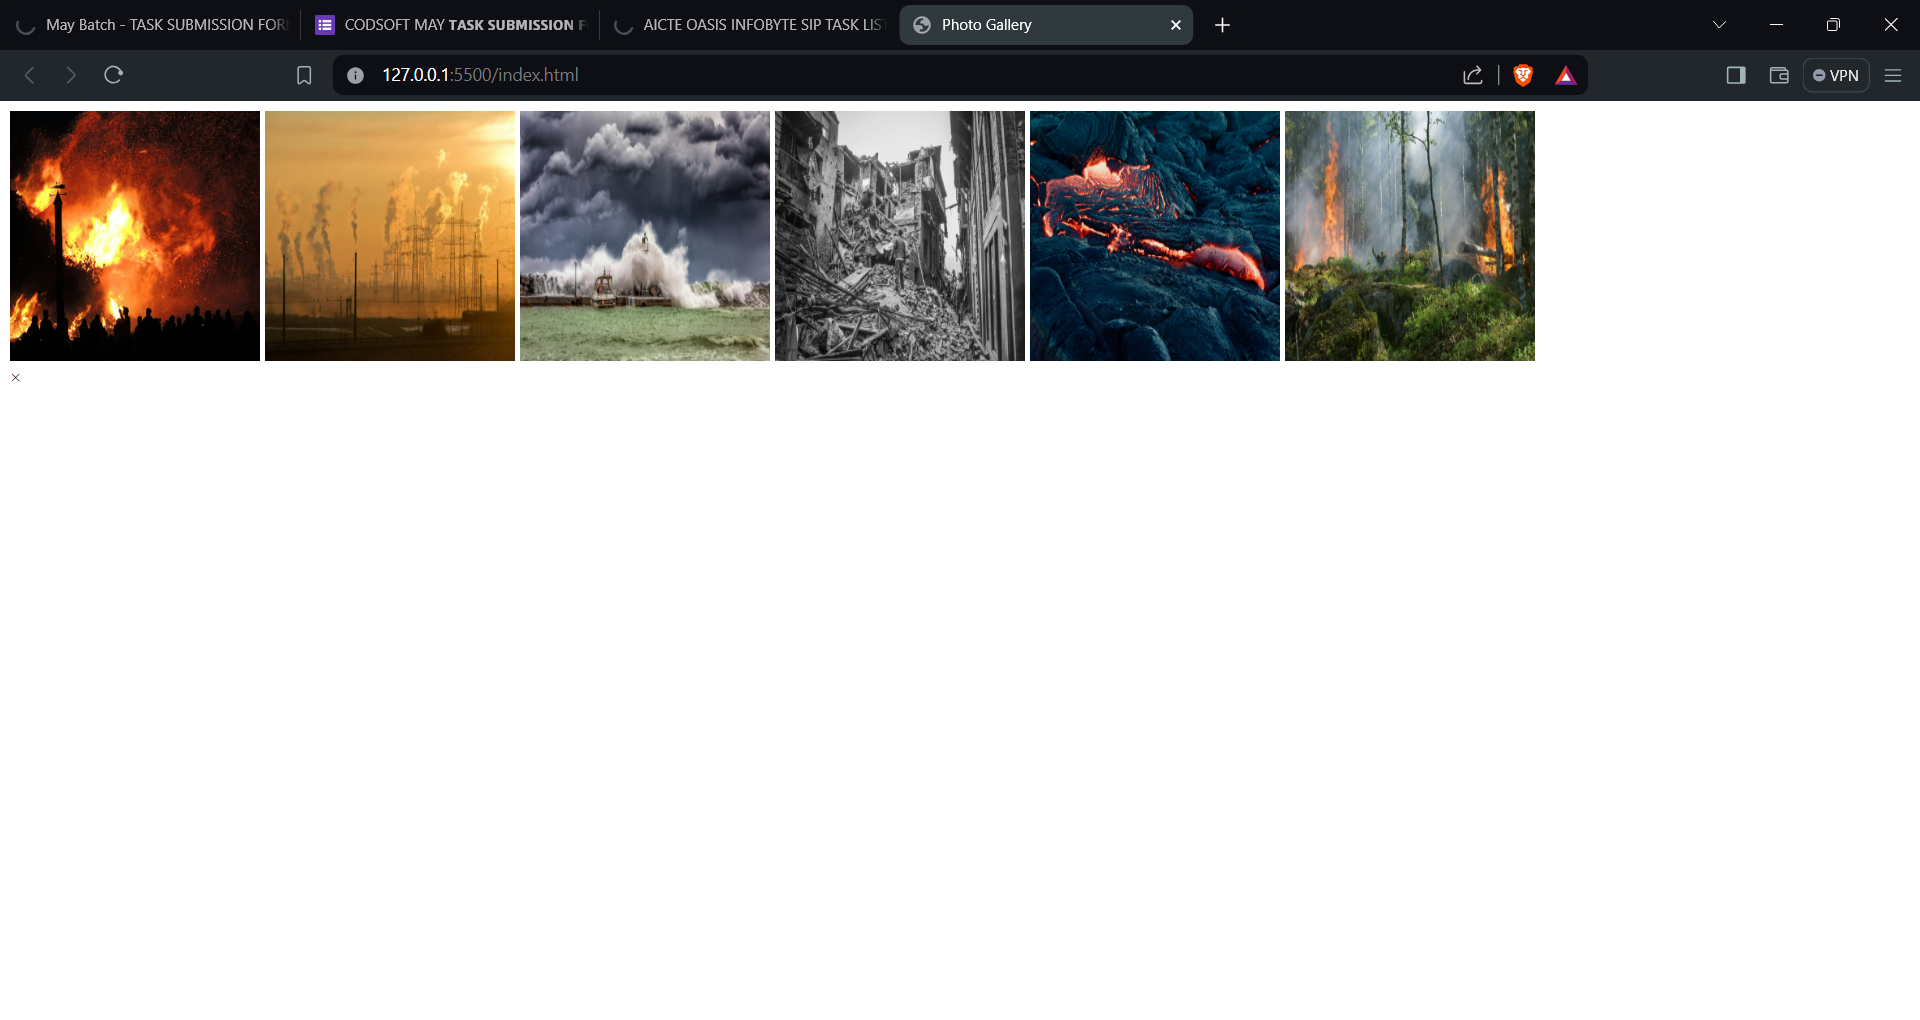 May Batch - TASK SUBMISSION FOR
CODSOFT MAY TASK SUBMISSION F
AICTE OASIS INFOBYTE SIP TASK LIST
Photo Gallery
127.0.0.1:5500/index.html
VPN
×